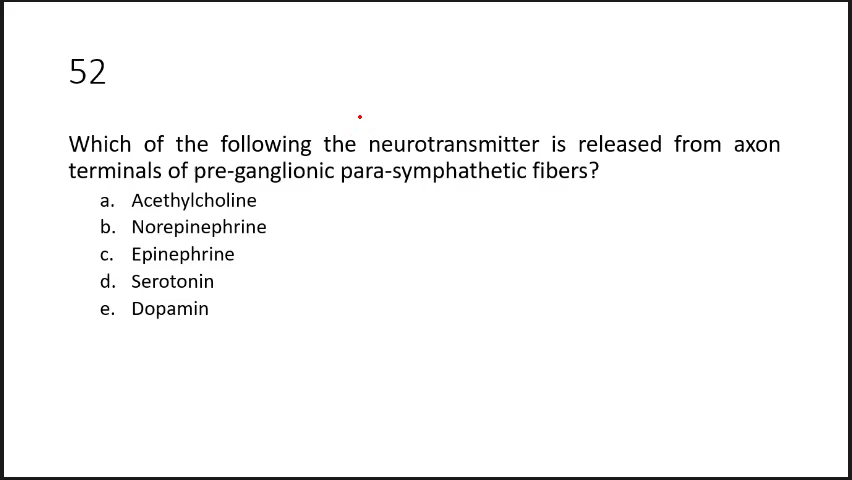 52
Which of the following the neurotransmitter is released from axon
terminals of pre-ganglionic para-symphathetic fibers?
a. Acethylcholine
b. Norepinephrine
c. Epinephrine
d. Serotonin
e. Dopamin